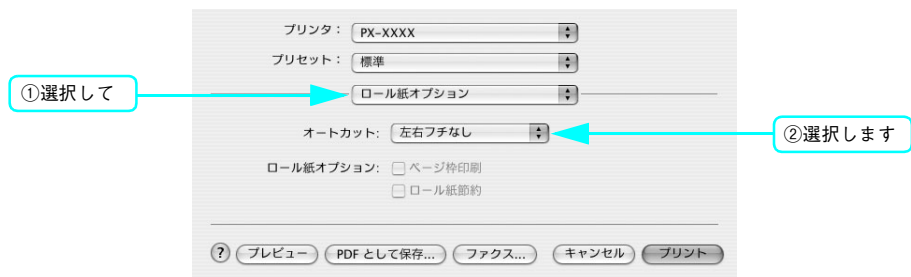 プリンタ： PX-XXXX
プリセット： 標準
①選択して
ロール紙オプション
オートカット： 左右フチなし
②選択します
ロール紙オプション： ページ枠印刷
ロール紙節約
? プレビュー PDF として保存... ファクス... キャンセル プリント